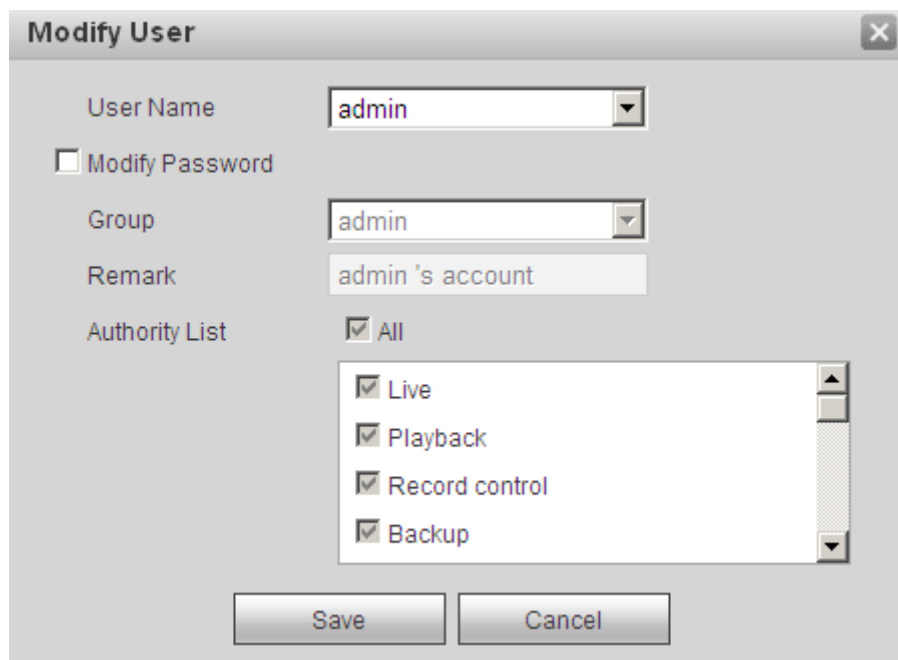 Modify User
User Name admin
Modify Password
Group admin
Remark admin 's account
Authority List All
Live
Playback
Record control
Backup
Save Cancel